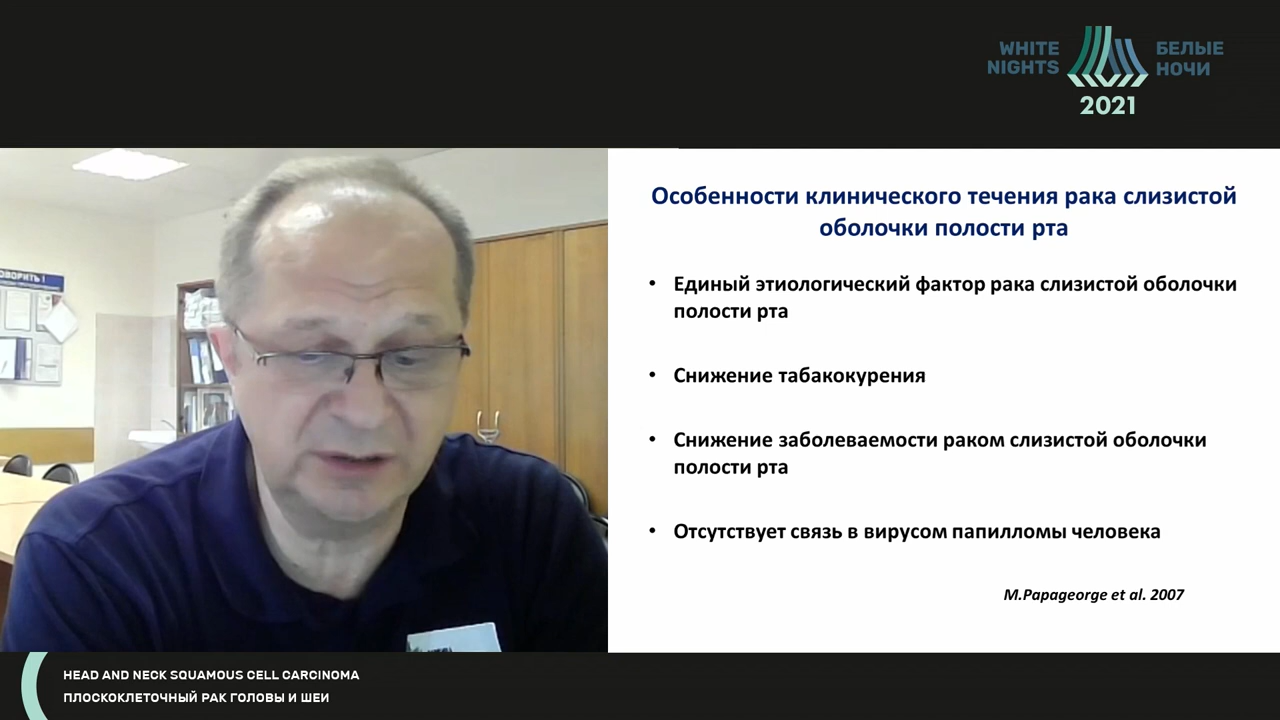 WHITE
NIGHTS
БЕЛЫЕ
НОЧИ
2021
ОВОРИТЬ !
Особенности клинического течения рака слизистой
оболочки полости рта
• Единый этиологический фактор рака слизистой оболочки
полости рта
• Снижение табакокурения
• Снижение заболеваемости раком слизистой оболочки
полости рта
• Отсутствует связь в вирусом папилломы человека
M.Papageorge et al. 2007
HEAD AND NECK SQUAMOUS CELL CARCINOMA
ПЛОСКОКЛЕТОЧНЫЙ РАК ГОЛОВЫ И ШЕИ